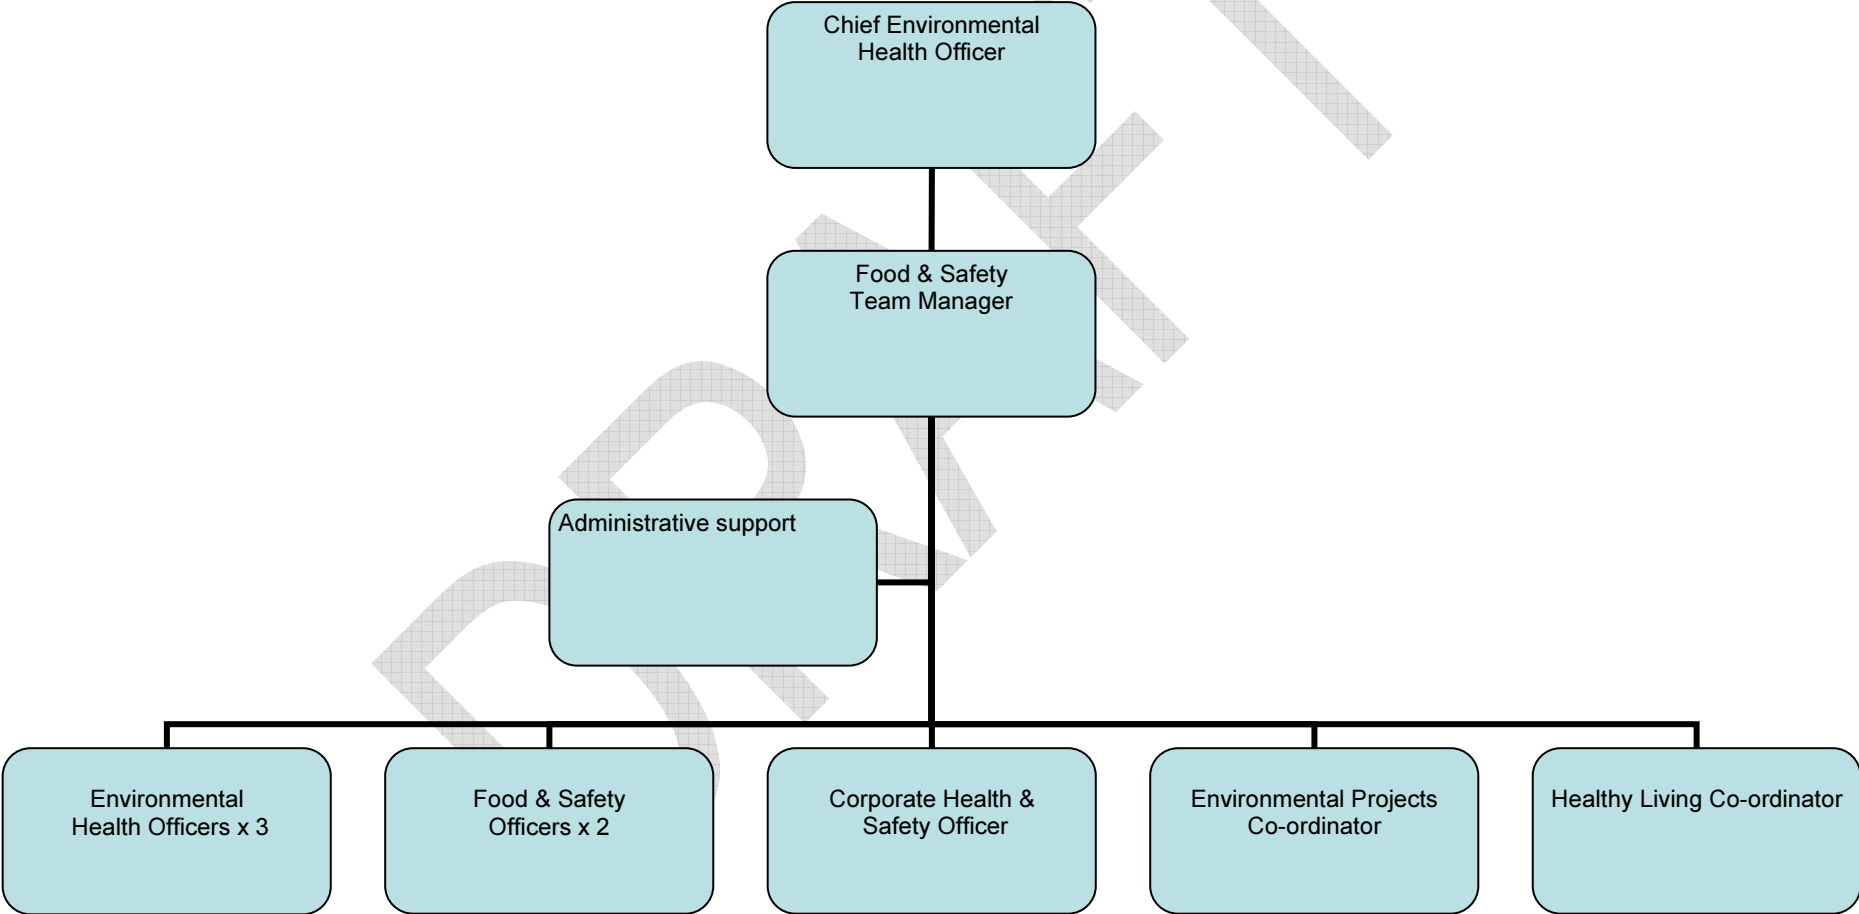 Chief Environmental
Health Officer
Food & Safety
Team Manager
Administrative support
Environmental
Health Officers x 3
Food & Safety
Officers x 2
Corporate Health &
Safety Officer
Environmental Projects
Co-ordinator
Healthy Living Co-ordinator
DRAFT